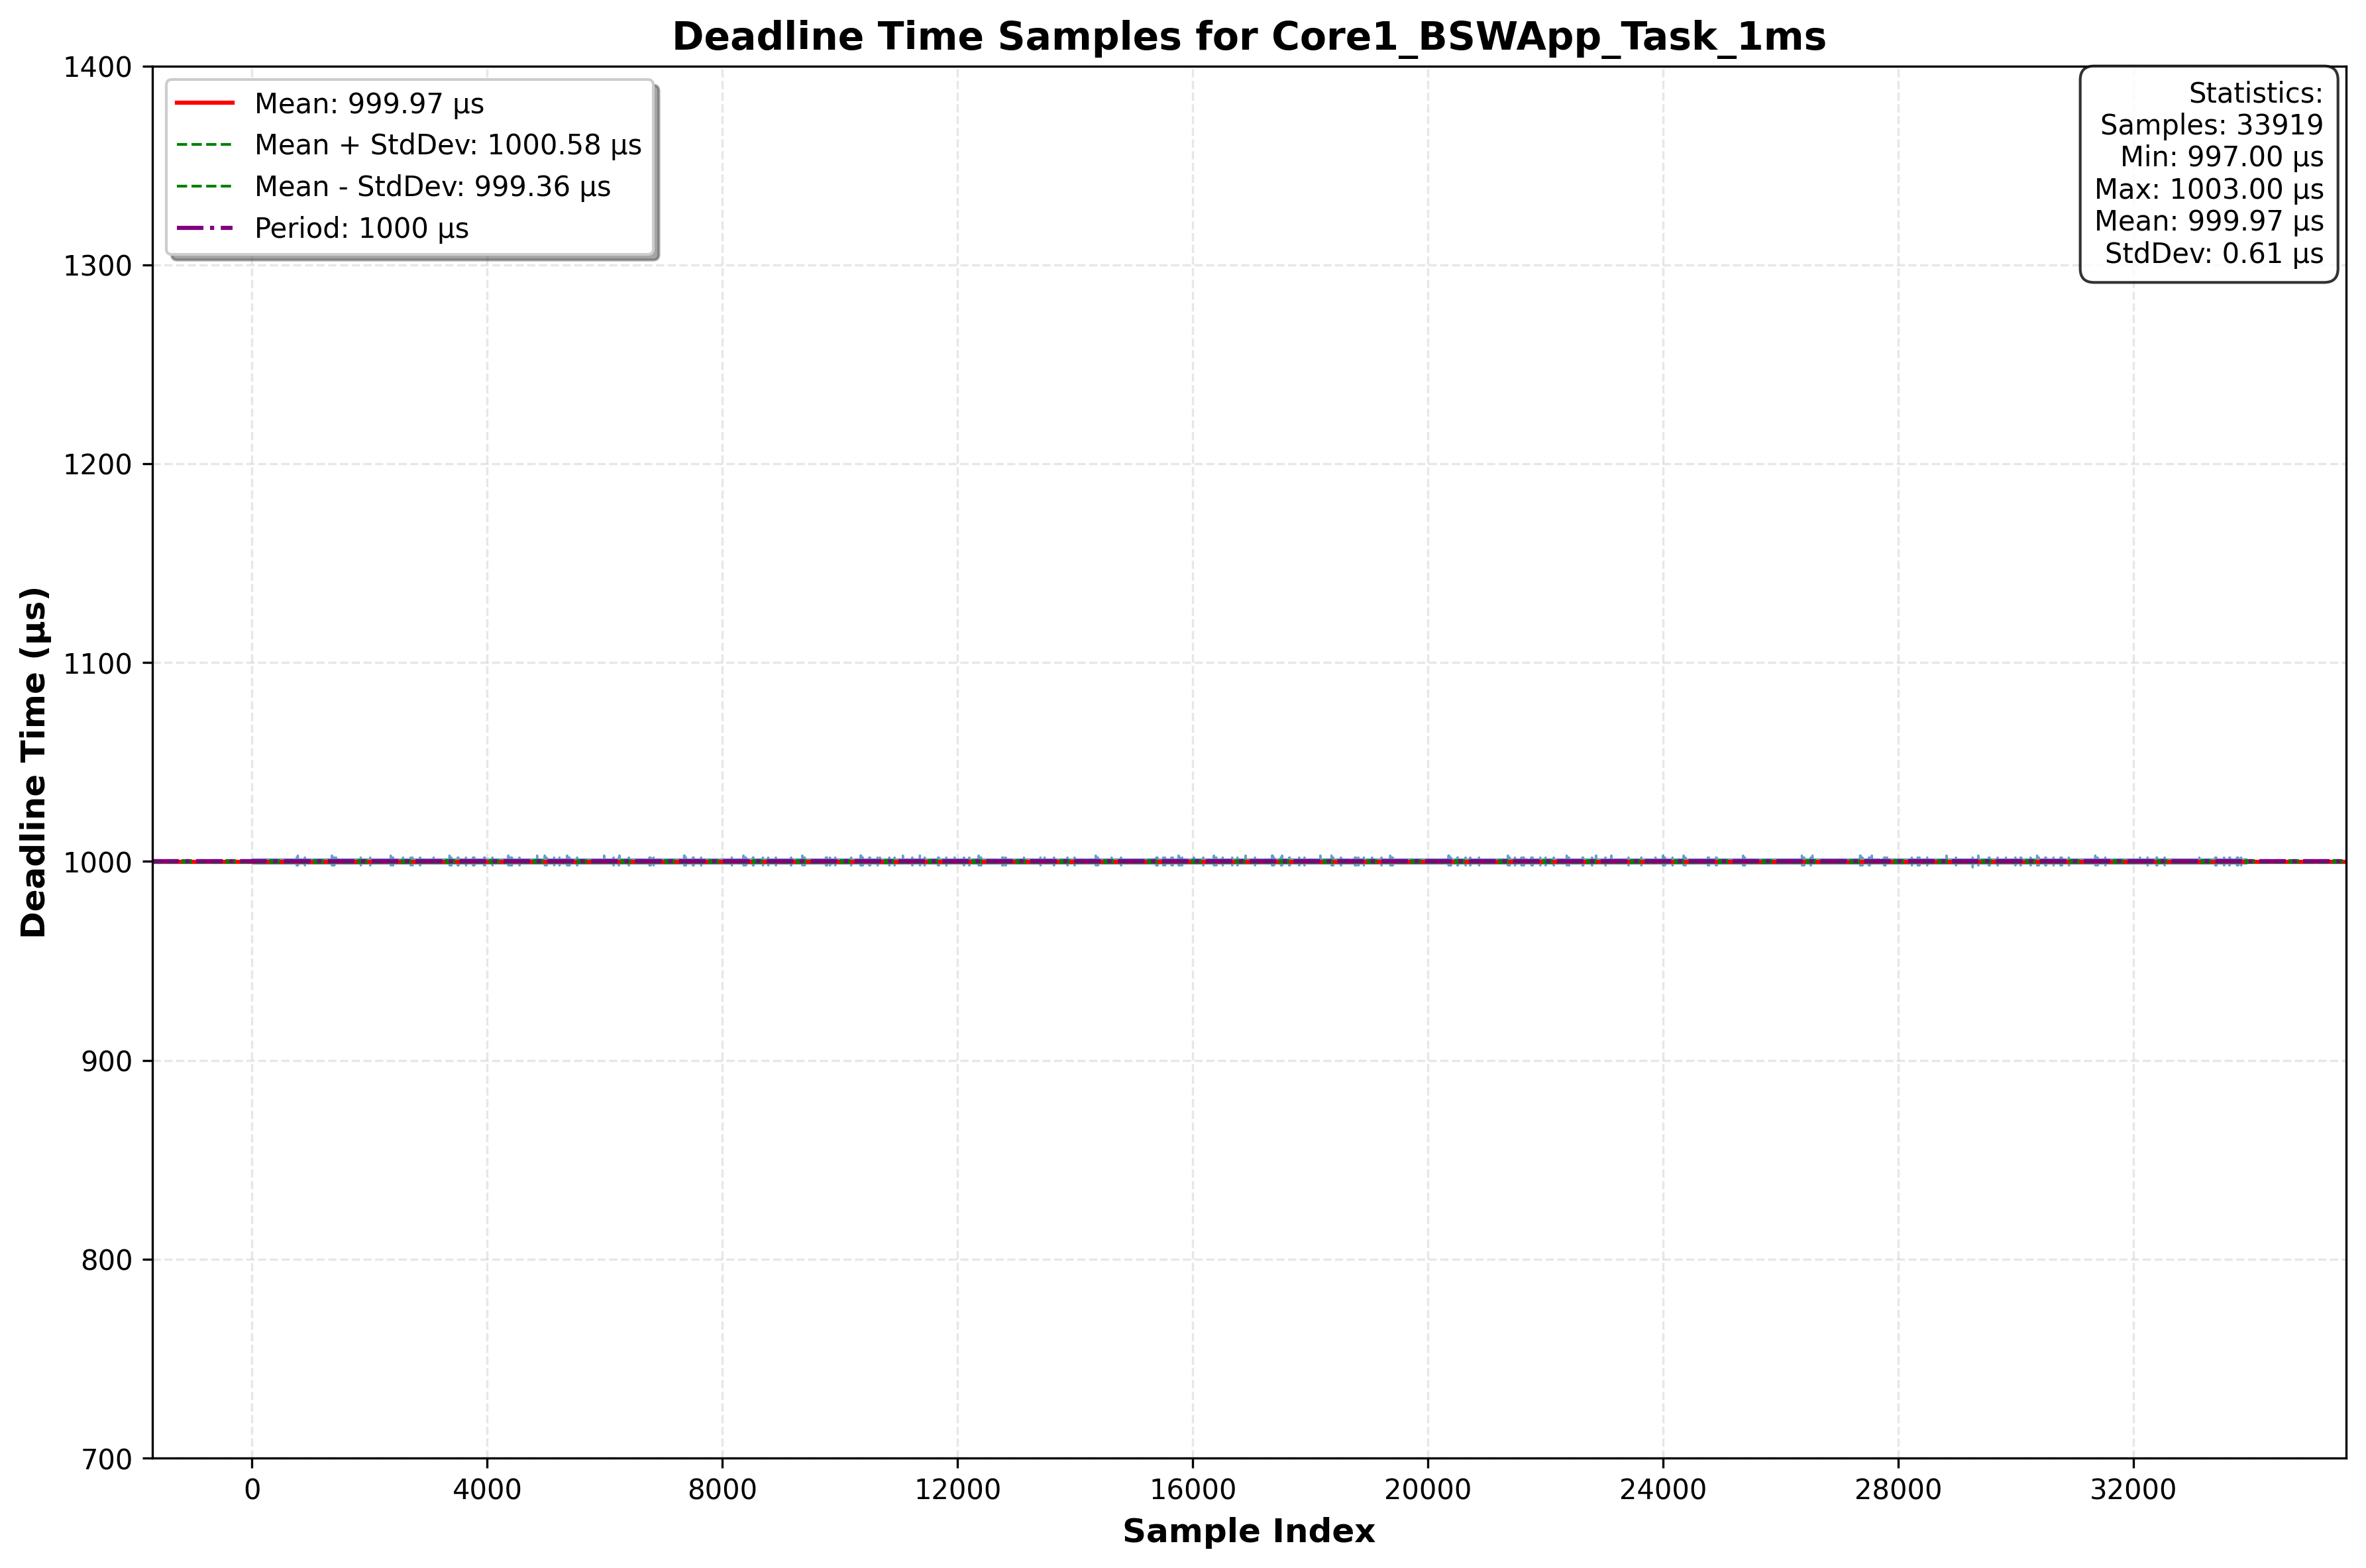 Deadline Time Samples for Core1_BSWApp_Task_1ms
Mean: 999.97 µs
Mean + StdDev: 1000.58 µs
Mean - StdDev: 999.36 µs
Period: 1000 µs
Statistics:
Samples: 33919
Min: 997.00 µs
Max: 1003.00 µs
Mean: 999.97 µs
StdDev: 0.61 µs
Deadline Time (µs)
1400
1300
1200
1100
1000
900
800
700
0 4000 8000 12000 16000 20000 24000 28000 32000
Sample Index